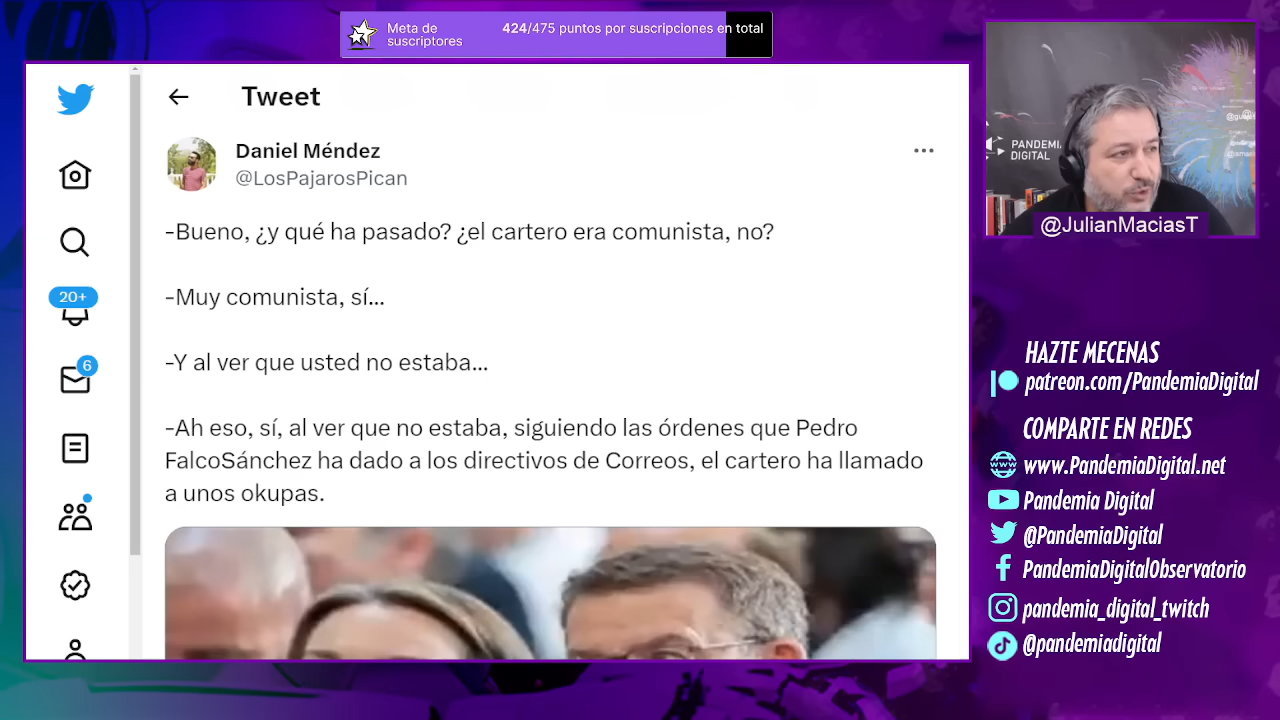 Meta de
suscriptores
424/475 puntos por suscripciones en total
Tweet
Daniel Méndez
@LosPajarosPican
-Bueno, ¿y qué ha pasado? ¿el cartero era comunista, no?
-Muy comunista, sí...
-Y al ver que usted no estaba...
-Ah eso, sí, al ver que no estaba, siguiendo las órdenes que Pedro
FalcoSánchez ha dado a los directivos de Correos, el cartero ha llamado
a unos okupas.
20+
6
PANDEMIA
DIGITAL
@JulianMaciasT
HAZTE MECENAS
patreon.com/PandemiaDigital
COMPARTE EN REDES
www
www.PandemiaDigital.net
Pandemia Digital
@PandemiaDigital
PandemiaDigitalObservatorio
pandemia_digital_twitch
@pandemiadigital